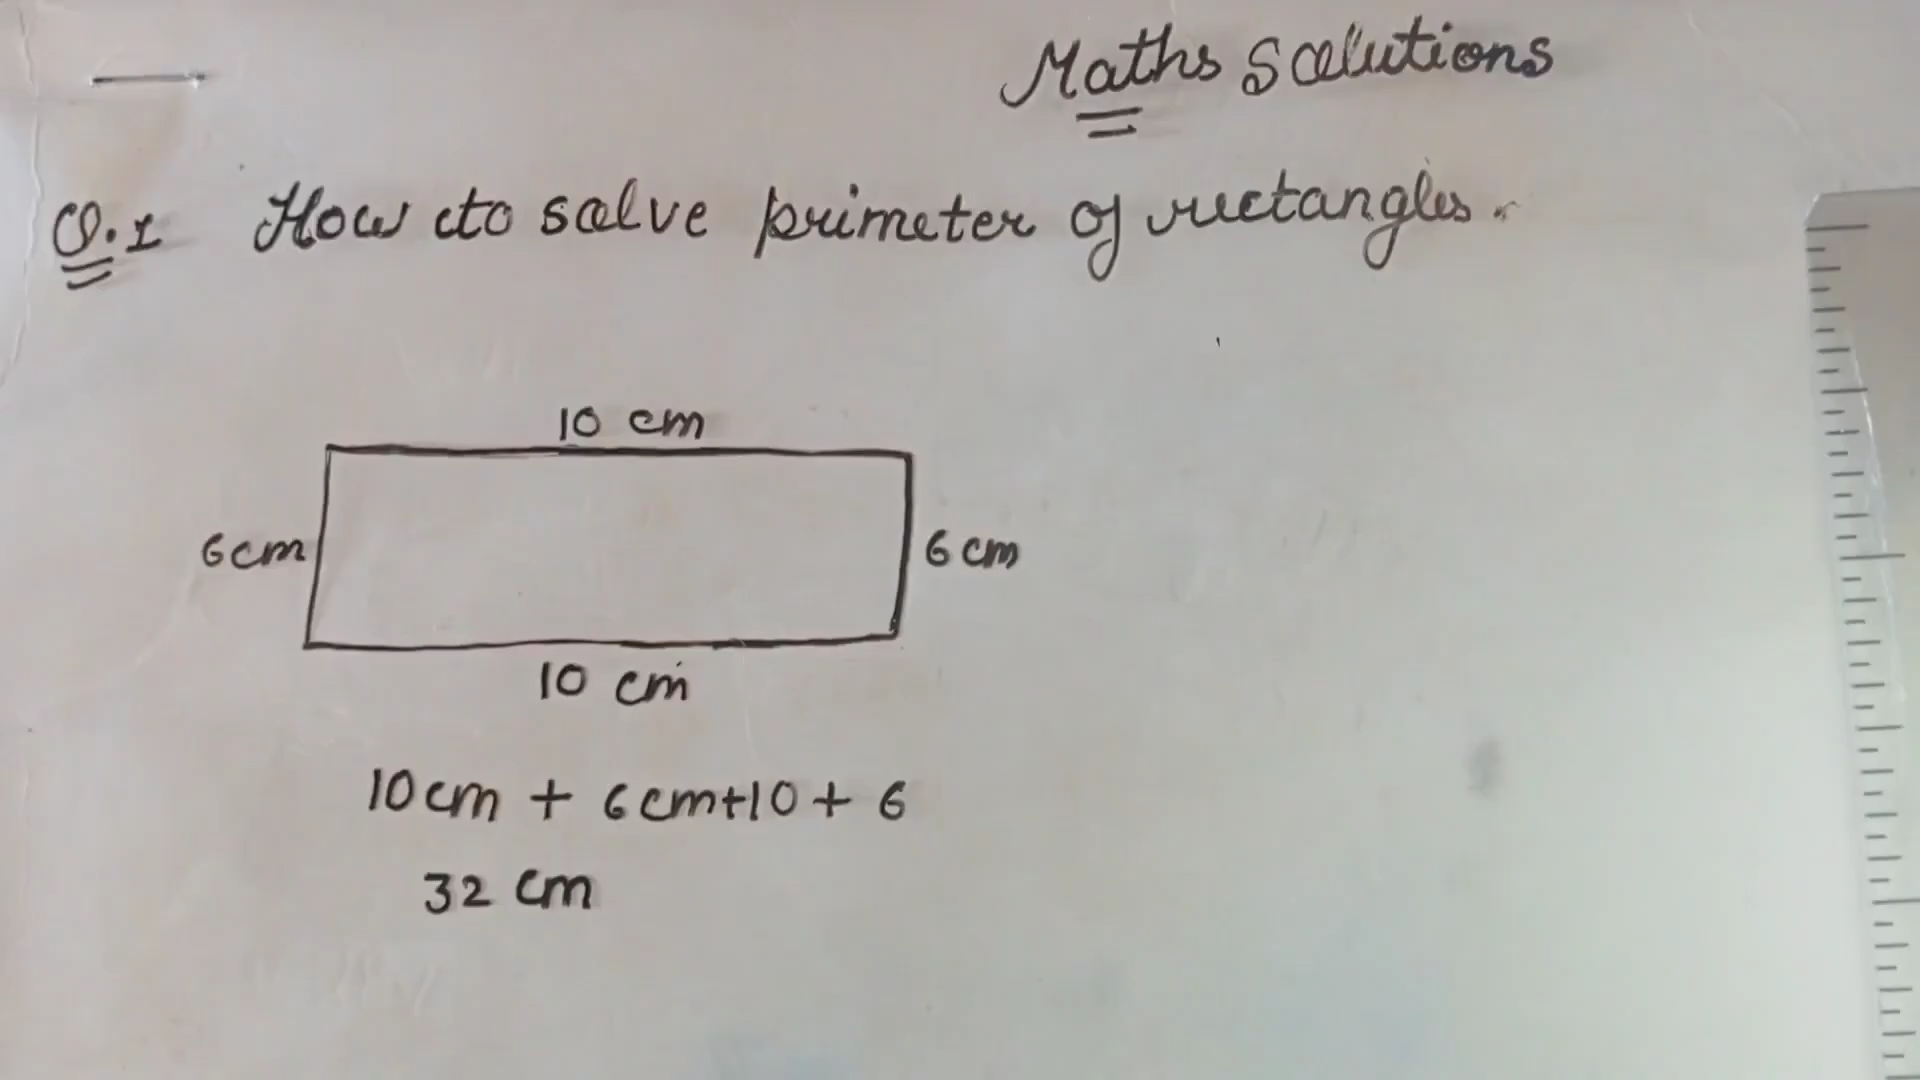 Maths Solutions
Q.1 How to solve primeter of rectangles.
10 cm
6cm
6 cm
10 cm
10cm + 6cm+10 + 6
32 cm